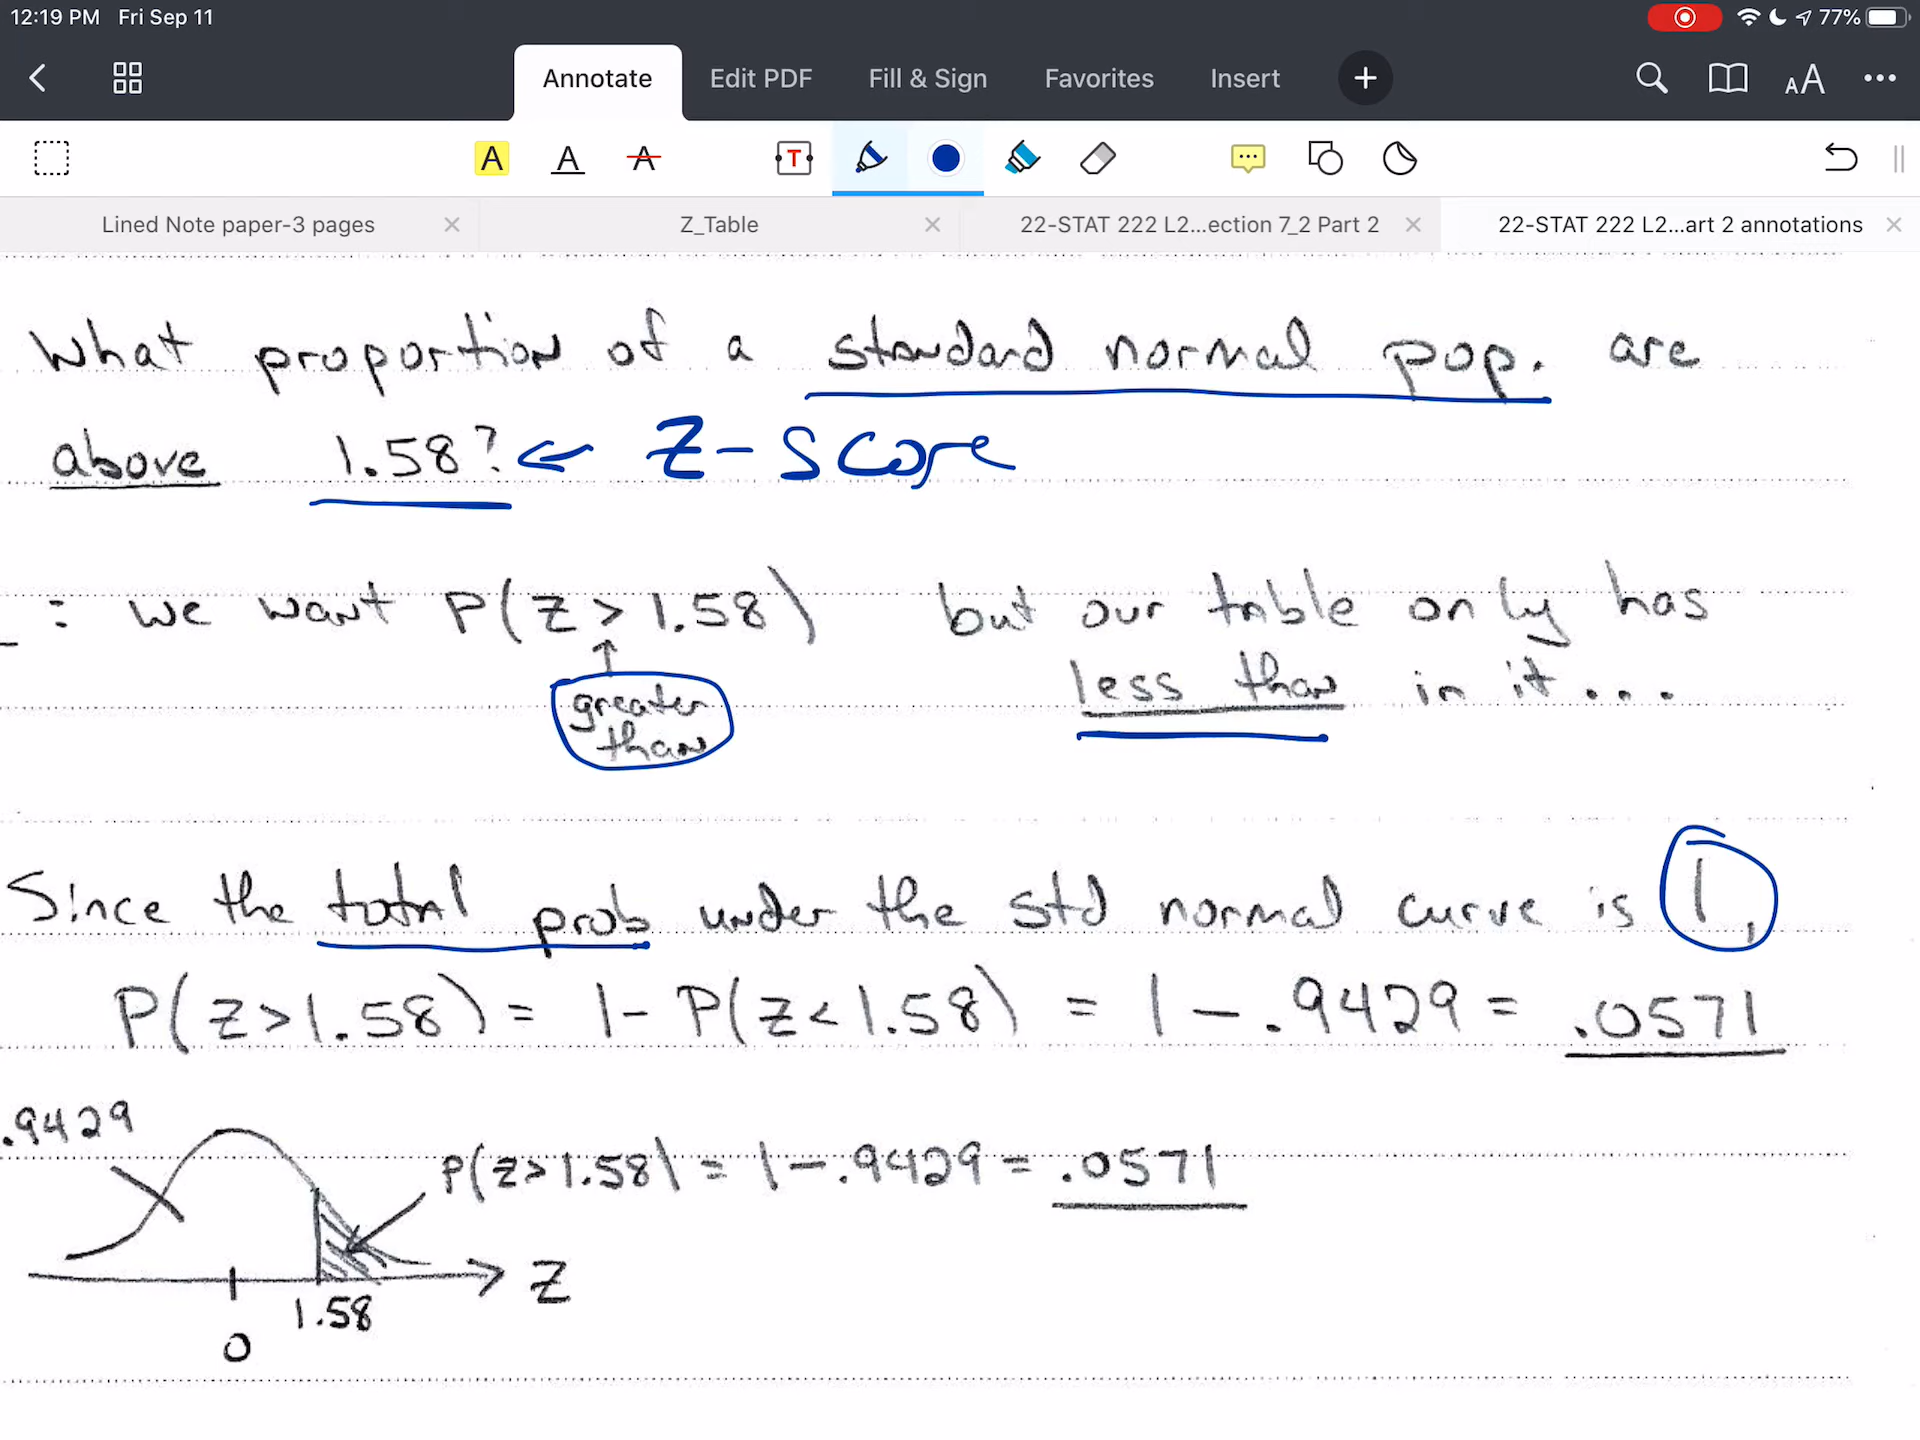 12:19 PM Fri Sep 11
77%
Annotate Edit PDF Fill & Sign Favorites Insert
AA
A A A T
Lined Note paper-3 pages Z_Table 22-STAT 222 L2...ection 7_2 Part 2 22-STAT 222 L2...art 2 annotations
What proportion of a standard normal pop. are
above 1.58? ← Z-score
: we want P(Z > 1.58) but our table only has
↑
greater less than in it...
than
Since the total prob under the std normal curve is 1,
P(Z>1.58) = 1- P(Z<1.58) = 1 - .9429 = .0571
.9429
P(Z>1.58) = 1-.9429 = .0571
Z
1.58
0